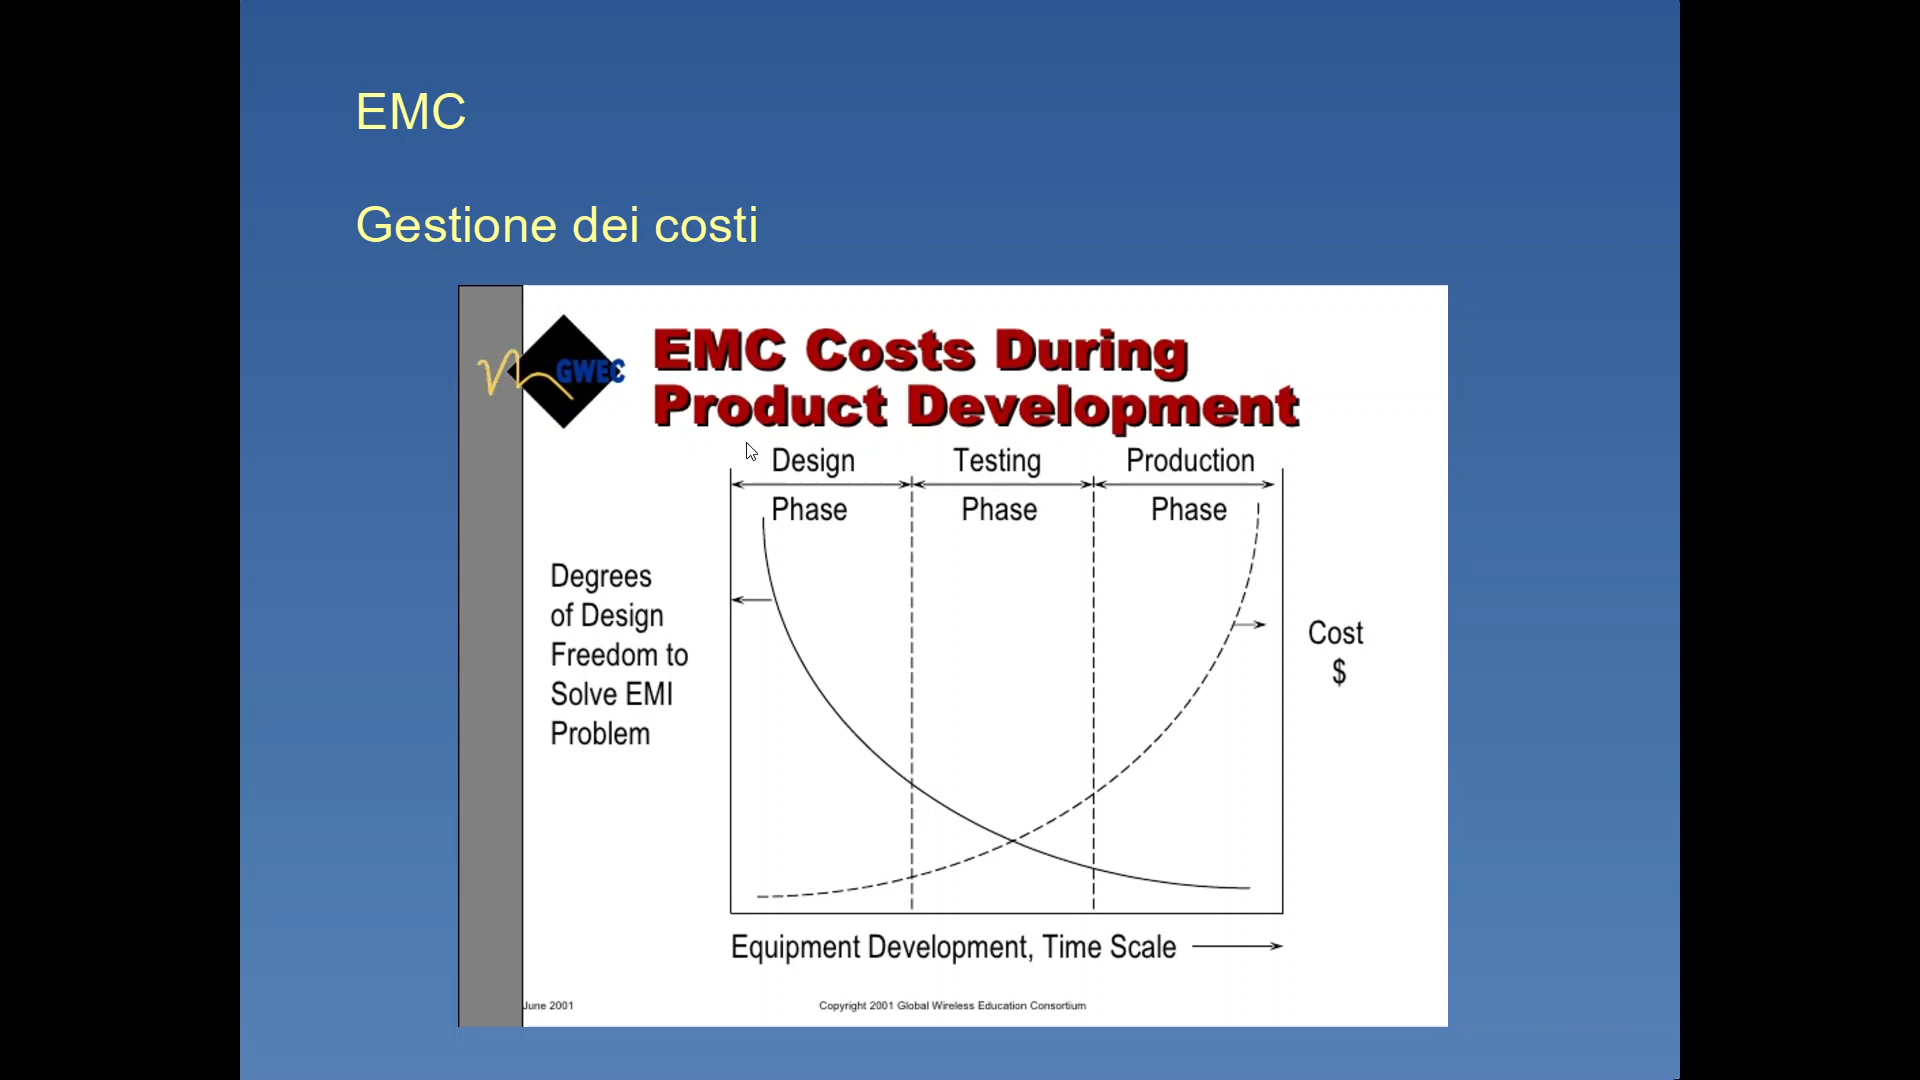 EMC
Gestione dei costi
GWEC
EMC Costs During
Product Development
Design
Phase
Testing
Phase
Production
Phase
Degrees
of Design
Freedom to
Solve EMI
Problem
Cost
$
Equipment Development, Time Scale
June 2001
Copyright 2001 Global Wireless Education Consortium